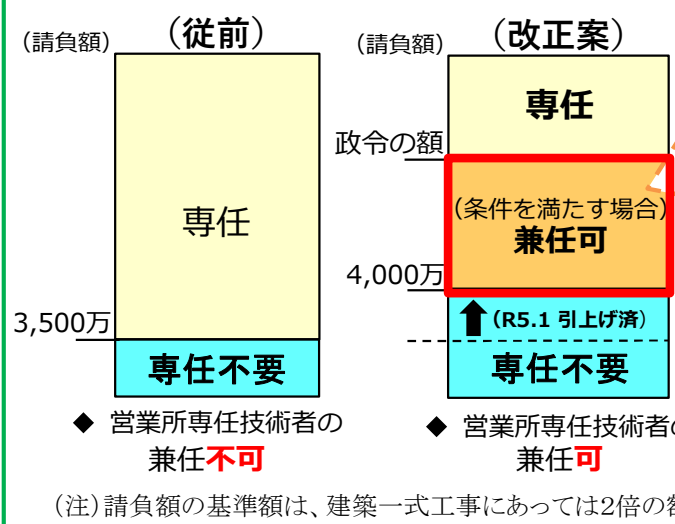 (従前)
(請負額)
専任
3,500万
専任不要
◆ 営業所専任技術者の
兼任不可
(改正案)
(請負額)
専任
政令の額
(条件を満たす場合)
兼任可
4,000万
(R5.1 引上げ済)
専任不要
◆ 営業所専任技術者
兼任可
(注)請負額の基準額は、建築一式工事にあっては2倍の額